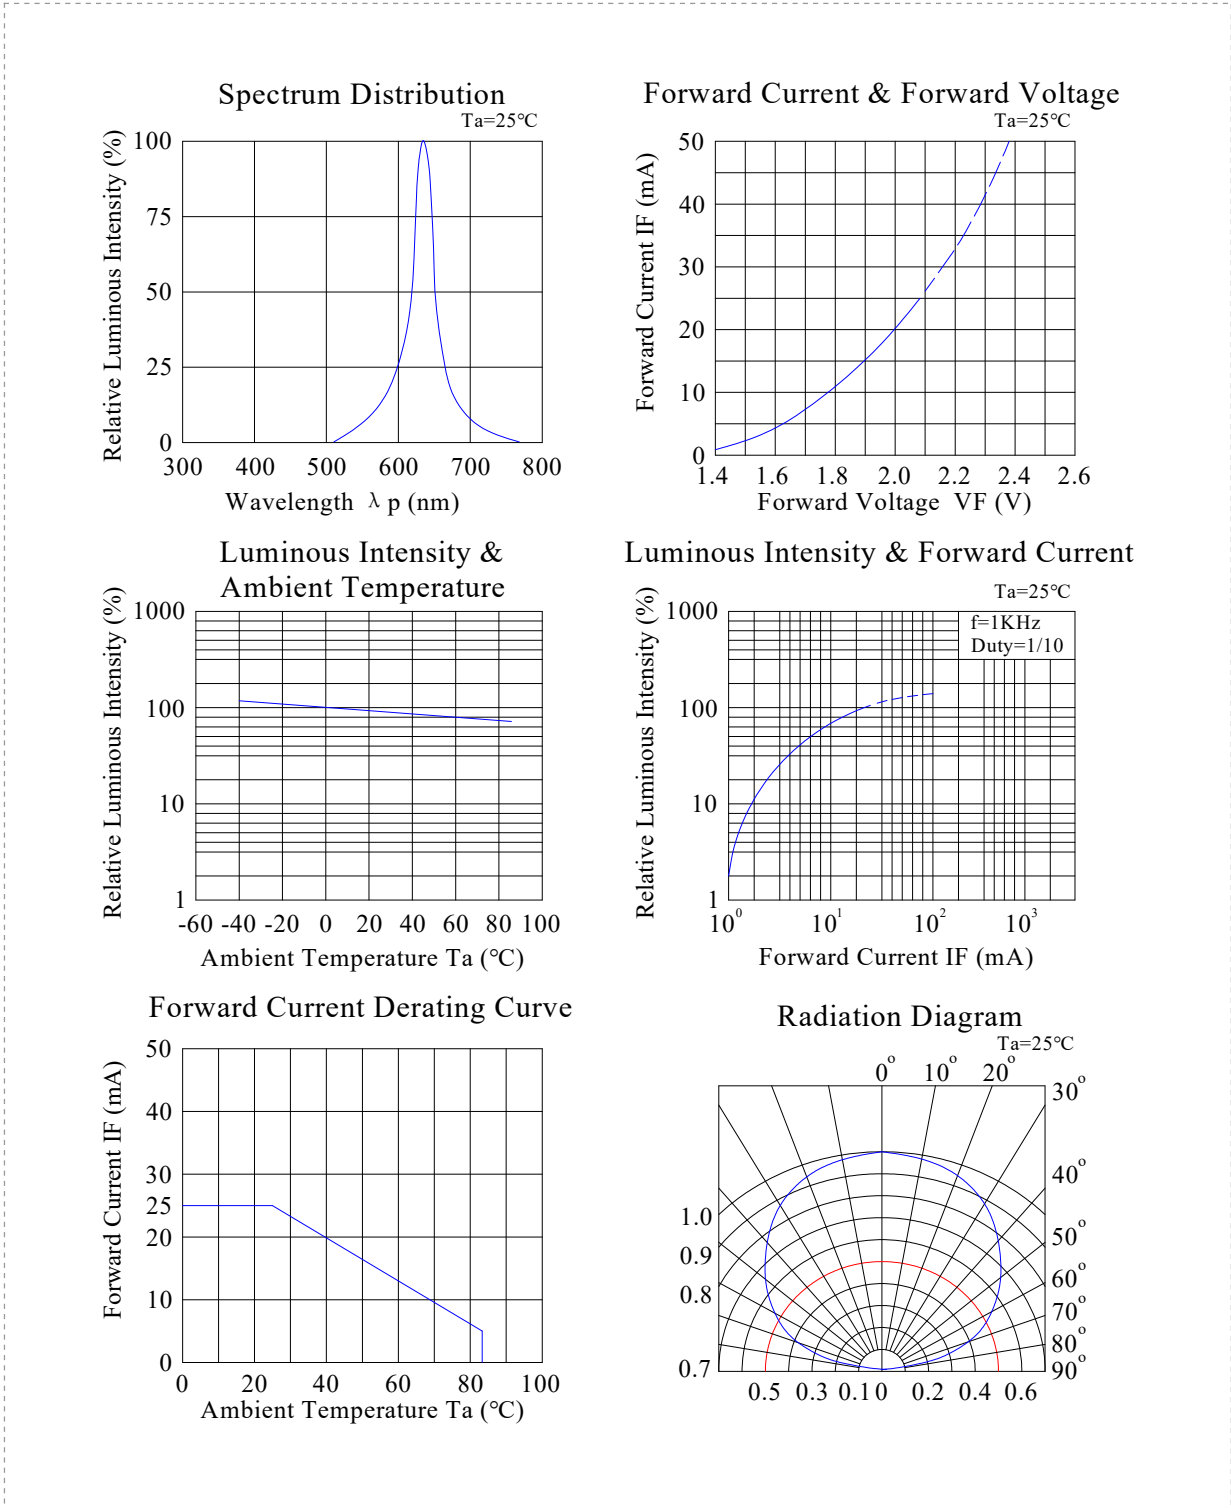 Spectrum Distribution
Ta=25℃
Relative Luminous Intensity (%)
100
75
50
25
0
300 400 500 600 700 800
Wavelength λ p (nm)
Forward Current & Forward Voltage
Ta=25℃
Forward Current IF (mA)
50
40
30
20
10
0
1.4 1.6 1.8 2.0 2.2 2.4 2.6
Forward Voltage VF (V)
Luminous Intensity &
Ambient Temperature
Relative Luminous Intensity (%)
1000
100
10
1
-60 -40 -20 0 20 40 60 80 100
Ambient Temperature Ta (℃)
Luminous Intensity & Forward Current
Ta=25℃
f=1KHz
Duty=1/10
Relative Luminous Intensity (%)
1000
100
10
1
10⁰ 10¹ 10² 10³
Forward Current IF (mA)
Forward Current Derating Curve
Forward Current IF (mA)
50
40
30
25
20
10
0
0 20 40 60 80 100
Ambient Temperature Ta (℃)
Radiation Diagram
Ta=25℃
0° 10° 20°
30°
40°
50°
60°
70°
80°
90°
1.0
0.9
0.8
0.7
0.5 0.3 0.1 0 0.2 0.4 0.6